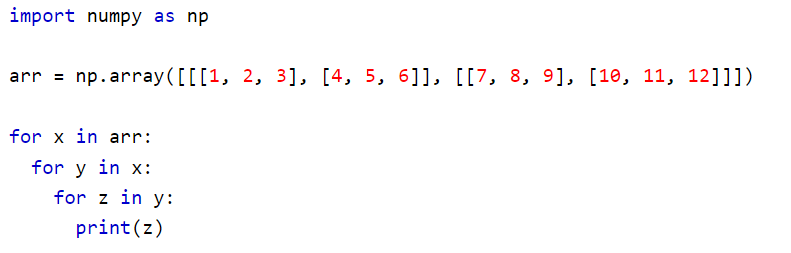 import numpy as np
arr = np.array([[[1, 2, 3], [4, 5, 6]], [[7, 8, 9], [10, 11, 12]]])
for x in arr:
  for y in x:
    for z in y:
      print(z)